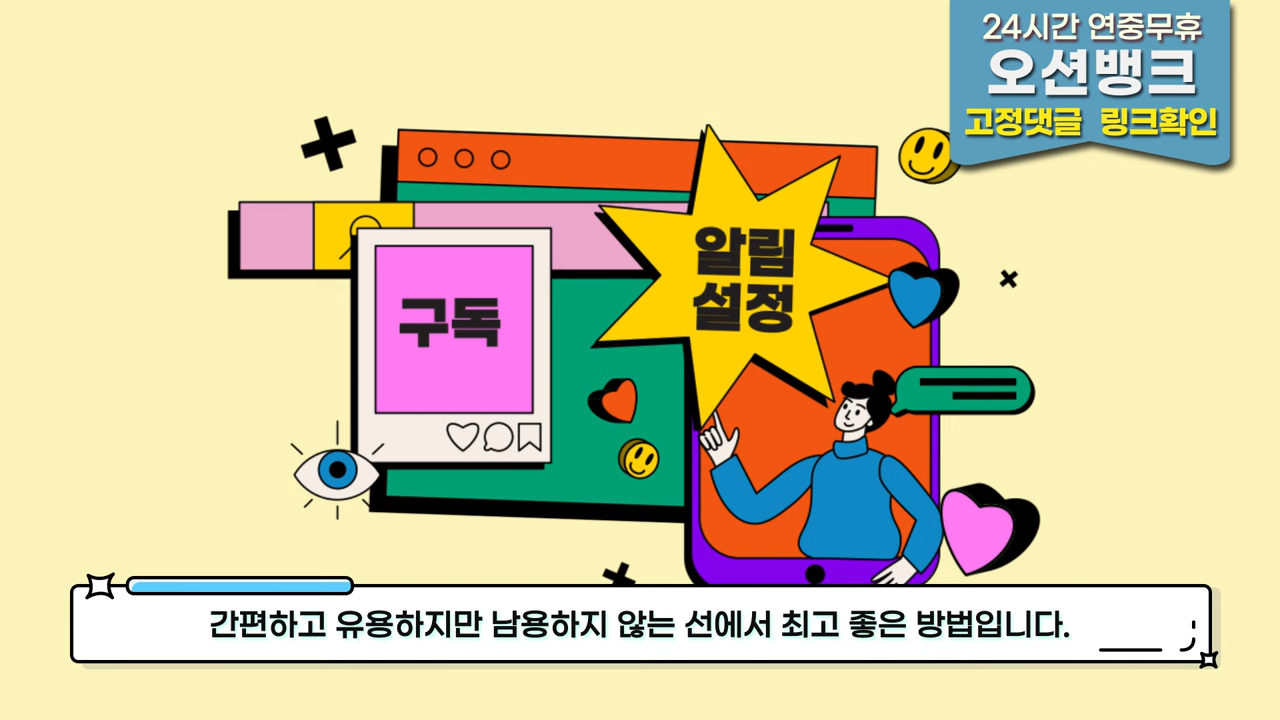 24시간 연중무휴
오션뱅크
고정댓글 링크확인
알림
설정
구독
간편하고 유용하지만 남용하지 않는 선에서 최고 좋은 방법입니다.